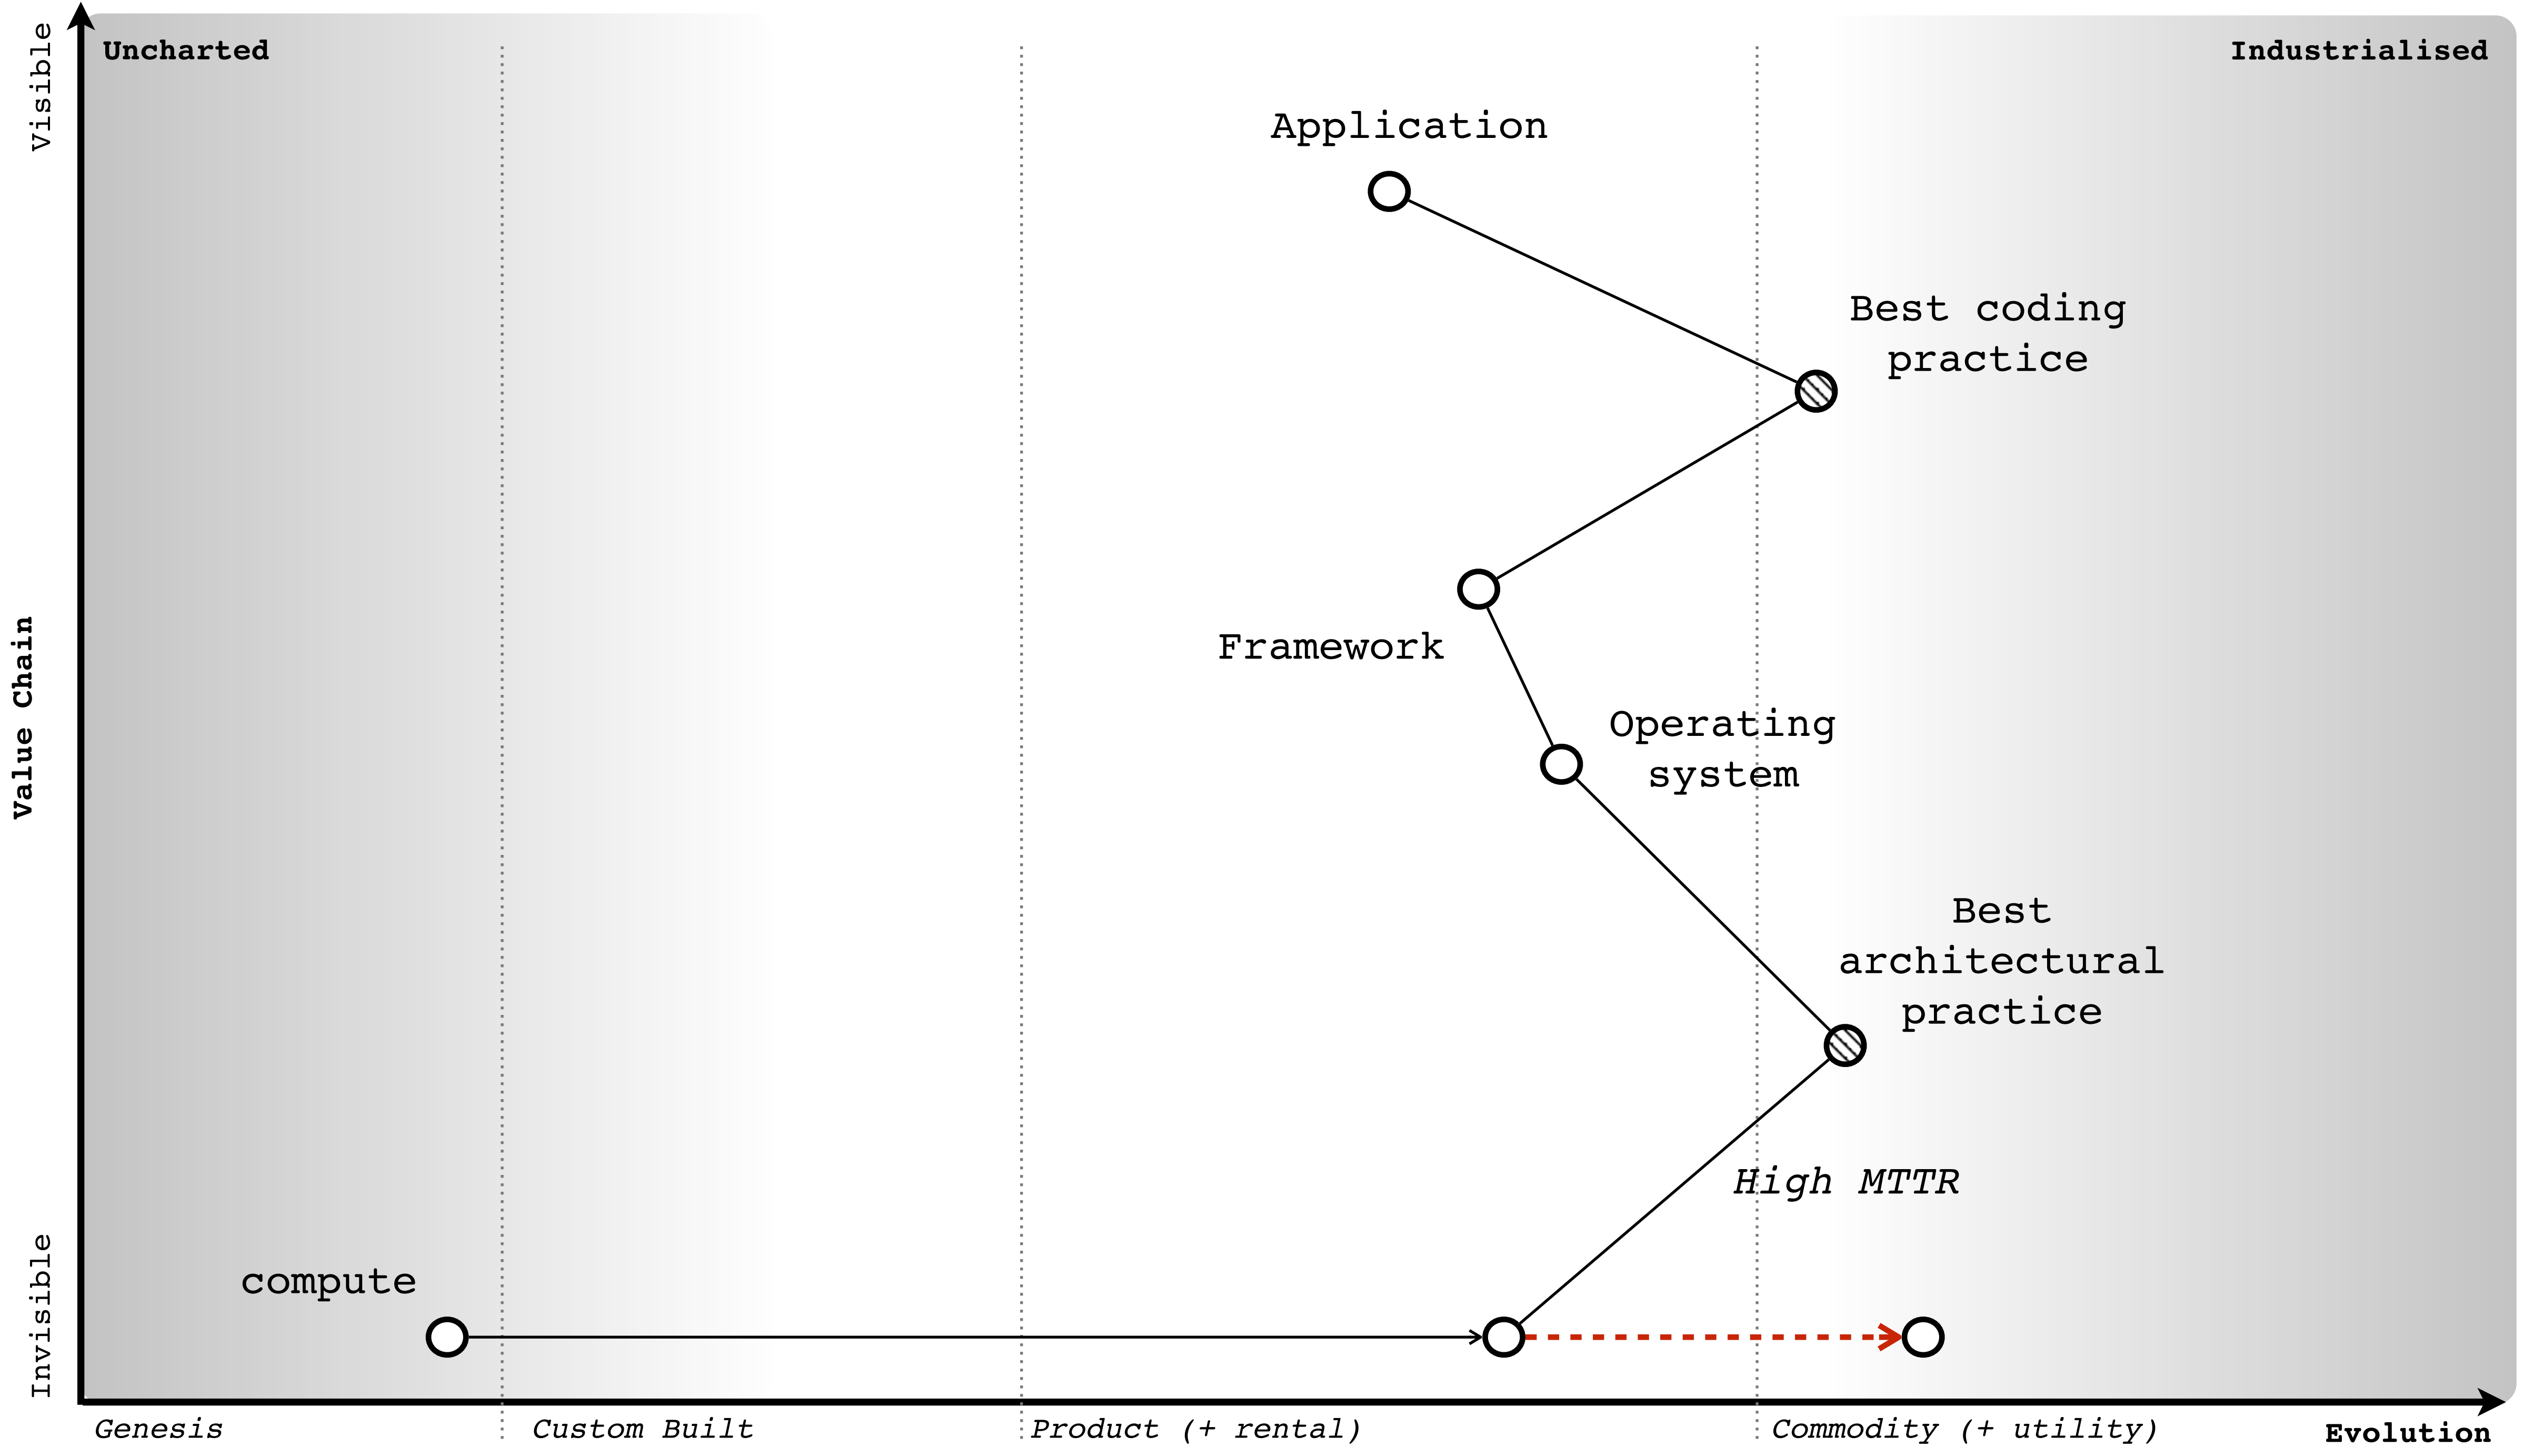 Visible
Uncharted
Industrialised
Application
Best coding
practice
Value Chain
Framework
Operating
system
Best
architectural
practice
High MTTR
Invisible
compute
Genesis
Custom Built
Product (+ rental)
Commodity (+ utility)
Evolution